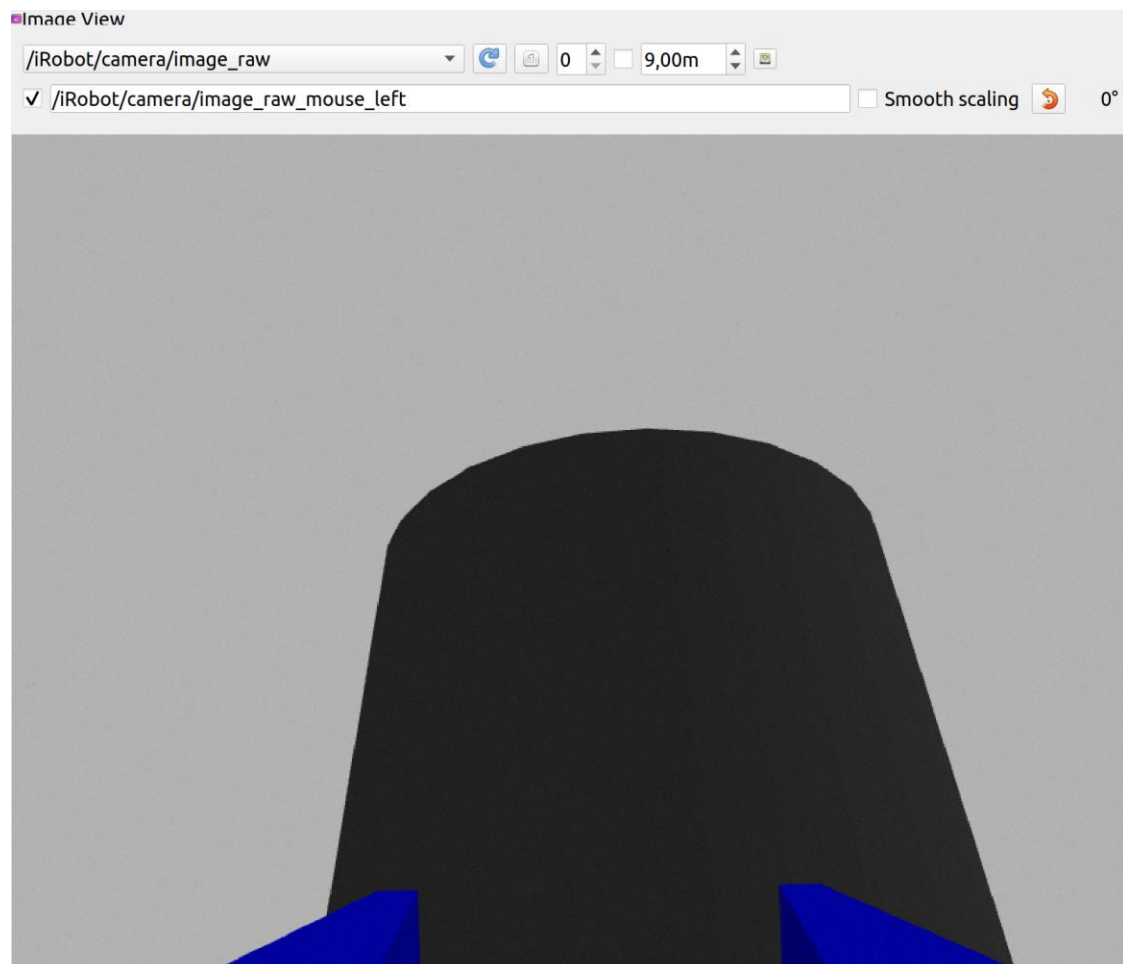 Image View
/iRobot/camera/image_raw 0 9,00m
/iRobot/camera/image_raw_mouse_left Smooth scaling 0°